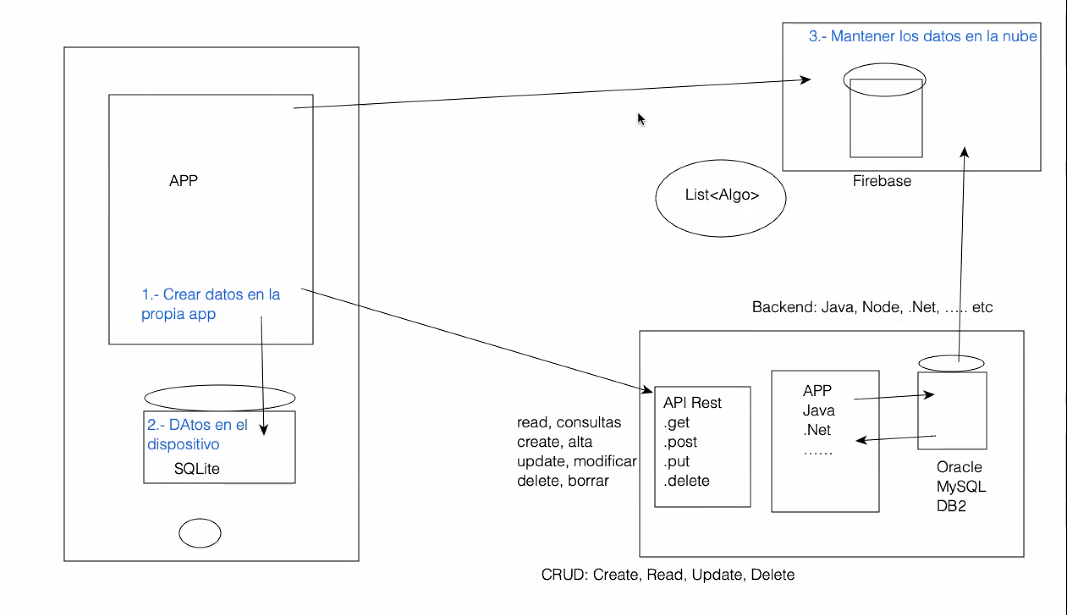 3.- Mantener los datos en la nube
APP
List<Algo>
Firebase
1.- Crear datos en la
propia app
Backend: Java, Node, .Net, ..... etc
2.- DAtos en el
dispositivo
SQLite
read, consultas
create, alta
update, modificar
delete, borrar
API Rest
.get
.post
.put
.delete
APP
Java
.Net
......
Oracle
MySQL
DB2
CRUD: Create, Read, Update, Delete